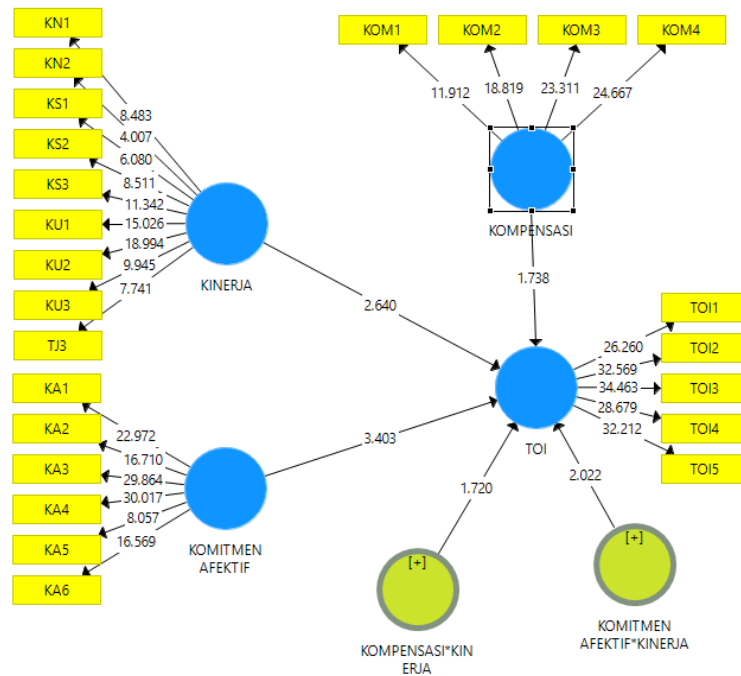 KN1
KN2
KS1
KS2
KS3
KU1
KU2
KU3
TJ3
8.483
4.007
6.080
8.511
11.342
15.026
18.994
9.945
7.741
KINERJA
KOM1
KOM2
KOM3
KOM4
11.912
18.819
23.311
24.667
KOMPENSASI
2.640
1.738
KA1
KA2
KA3
KA4
KA5
KA6
22.972
16.710
29.864
30.017
8.057
16.569
KOMITMEN
AFEKTIF
3.403
TOI
26.260
32.569
34.463
28.679
32.212
TOI1
TOI2
TOI3
TOI4
TOI5
1.720
2.022
[+]
KOMPENSASI*KIN
ERJA
[+]
KOMITMEN
AFEKTIF*KINERJA